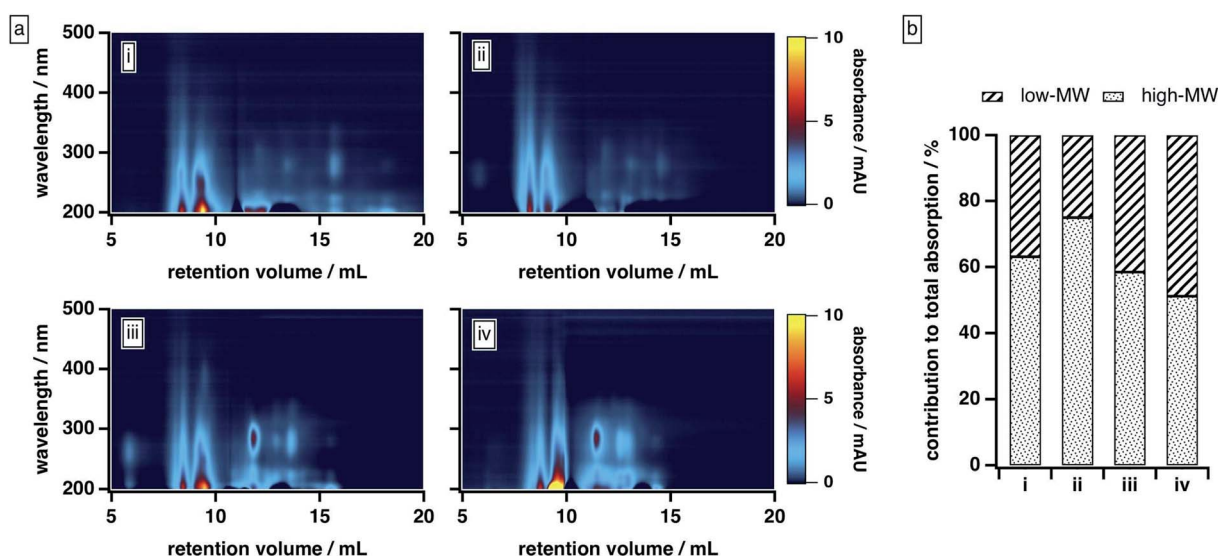 a
i
500
400
300
200
wavelength / nm
5
10
15
20
retention volume / mL
ii
5
10
15
20
retention volume / mL
10
5
0
absorbance / mAU
iii
500
400
300
200
wavelength / nm
5
10
15
20
retention volume / mL
iv
5
10
15
20
retention volume / mL
10
5
0
absorbance / mAU
b
low-MW high-MW
100
80
60
40
20
0
contribution to total absorption / %
i ii iii iv